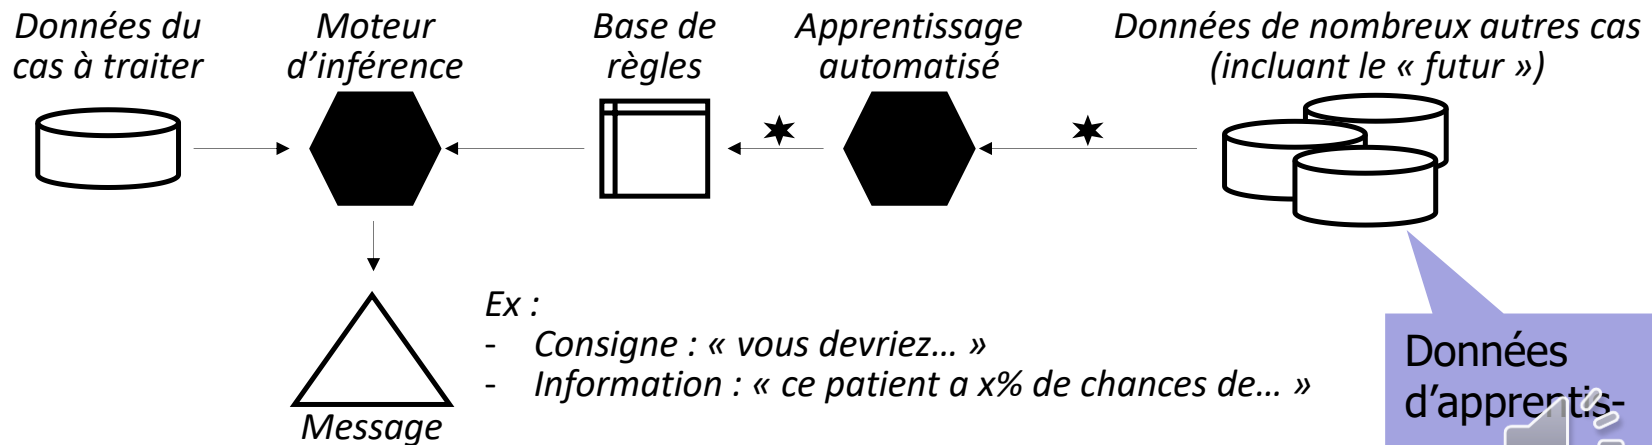 Données du
cas à traiter
Moteur
d’inférence
Base de
règles
Apprentissage
automatisé
Données de nombreux autres cas
(incluant le « futur »)
Ex :
- Consigne : « vous devriez… »
- Information : « ce patient a x% de chances de… »
Message
Données
d’apprentis-